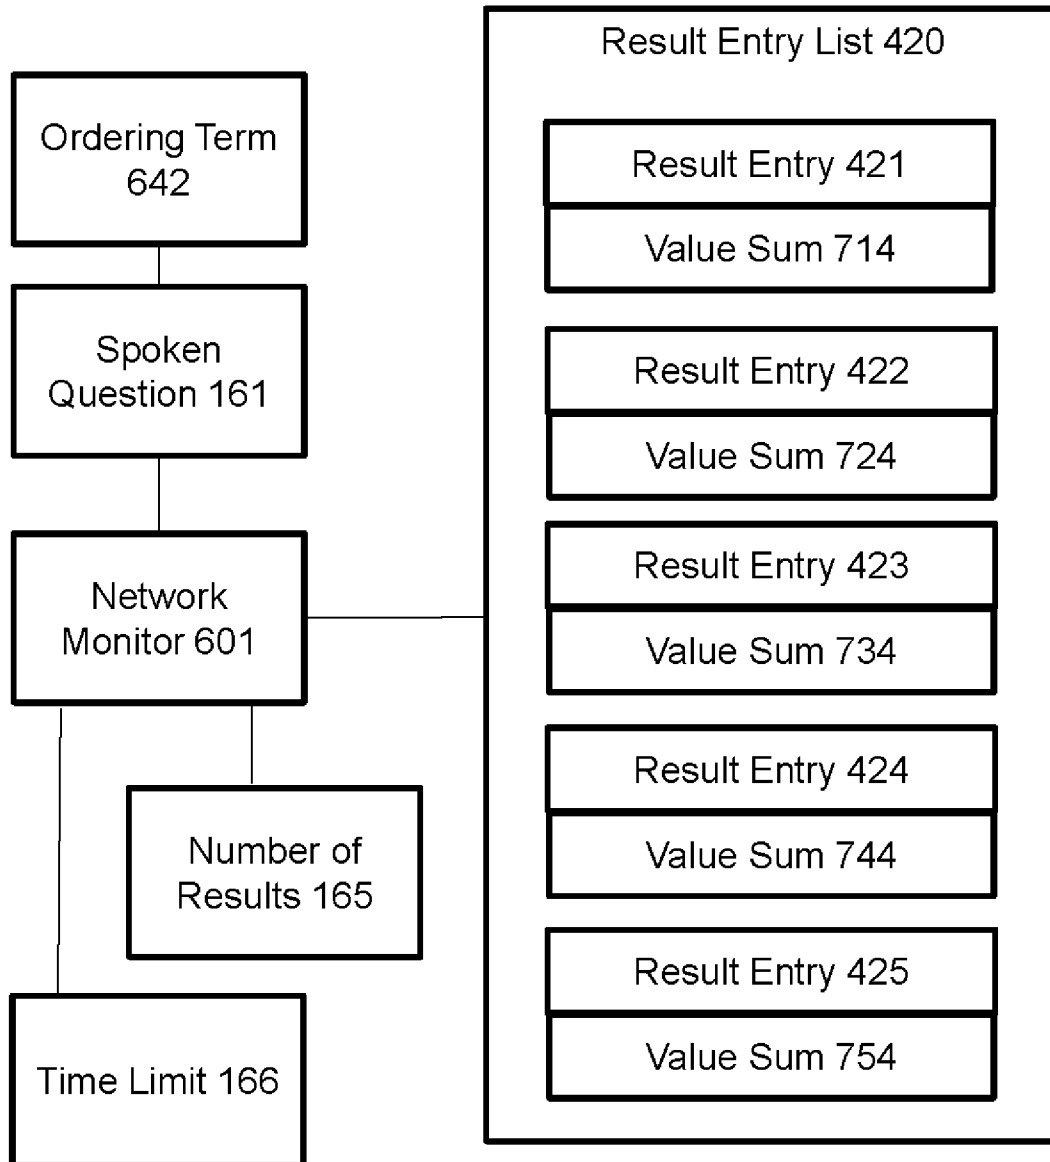 Ordering Term
642
Spoken
Question 161
Network
Monitor 601
Number of
Results 165
Time Limit 166
Result Entry List 420
Result Entry 421
Value Sum 714
Result Entry 422
Value Sum 724
Result Entry 423
Value Sum 734
Result Entry 424
Value Sum 744
Result Entry 425
Value Sum 754